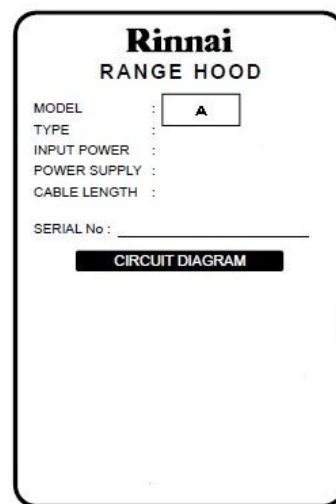 Rinnai
RANGE HOOD
MODEL : A
TYPE :
INPUT POWER :
POWER SUPPLY :
CABLE LENGTH :
SERIAL No :
CIRCUIT DIAGRAM